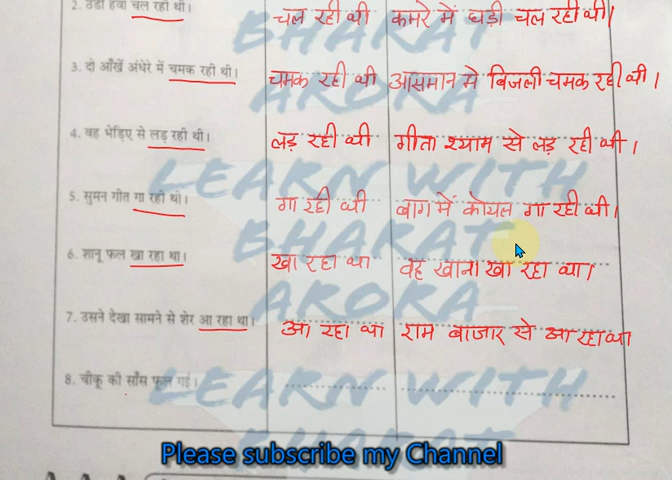 2. ठंडी हवा चल रही थी। चल रही थी कमरे में घड़ी चल रही थी।
3. दो आँखें अंधेरे में चमक रही थी। चमक रही थी आसमान मे बिजली चमक रही थी।
4. वह भेड़िए से लड़ रही थी। लड़ रही थी गीता श्याम से लड़ रही थी।
5. सुमन गीत गा रही थी। गा रही थी बाग में कोयल गा रही थी।
6. शानू फल खा रहा था। खा रहा था वह खाना खा रहा था।
7. उसने देखा सामने से शेर आ रहा था। आ रहा था राम बाजार से आ रहा था
8. चीकू की साँस फूल गई।
BHARAT
ARORA
LEARN WITH
BHARAT
ARORA
LEARN WITH
BHARAT
Please subscribe my Channel